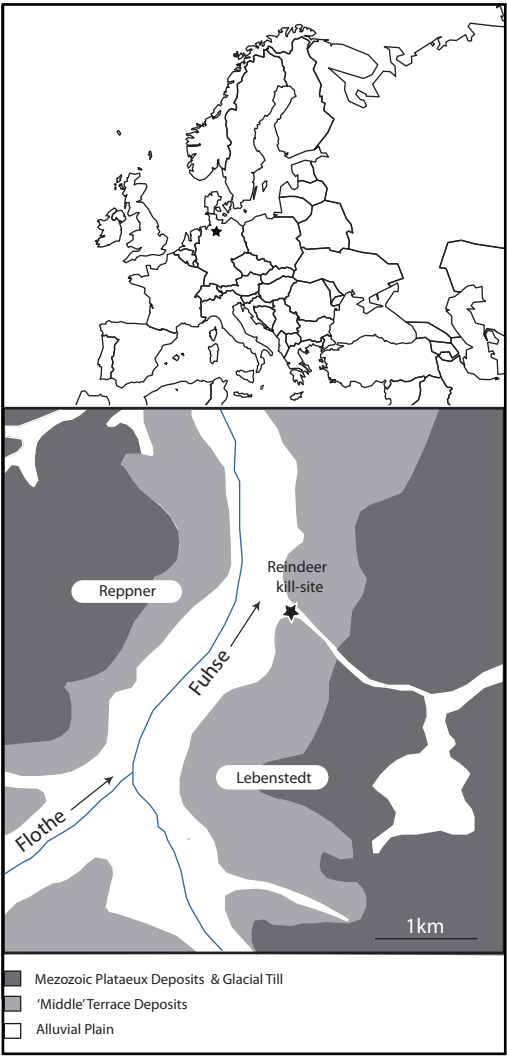 Reindeer
kill-site
Reppner
Fuhse
Lebenstedt
Flothe
1km
Mezozoic Plataeux Deposits & Glacial Till
'Middle' Terrace Deposits
Alluvial Plain